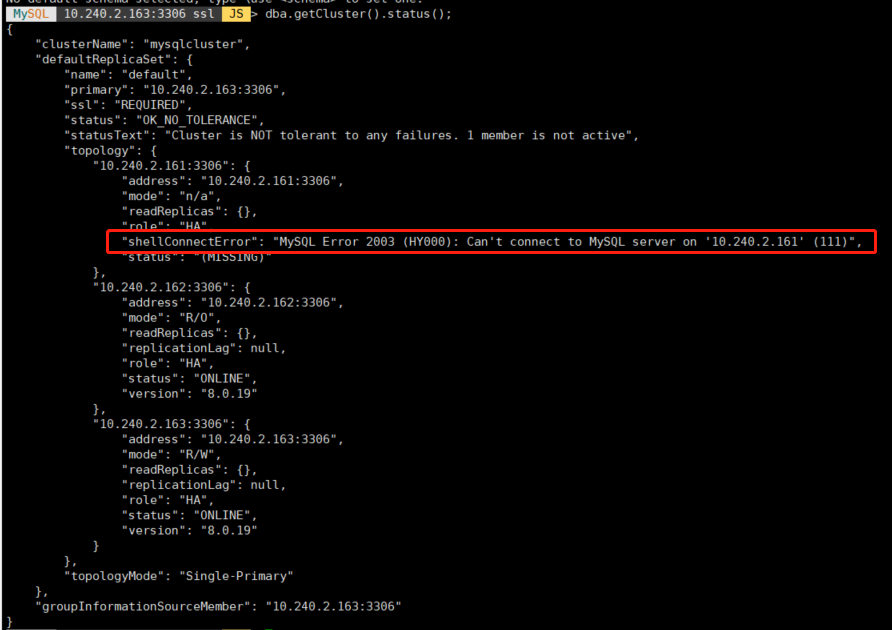 No default schema selected; type \use <schema> to set one.
MySQL 10.240.2.163:3306 ssl JS > dba.getCluster().status();
{
    "clusterName": "mysqlcluster",
    "defaultReplicaSet": {
        "name": "default",
        "primary": "10.240.2.163:3306",
        "ssl": "REQUIRED",
        "status": "OK_NO_TOLERANCE",
        "statusText": "Cluster is NOT tolerant to any failures. 1 member is not active",
        "topology": {
            "10.240.2.161:3306": {
                "address": "10.240.2.161:3306",
                "mode": "n/a",
                "readReplicas": {},
                "role": "HA",
                "shellConnectError": "MySQL Error 2003 (HY000): Can't connect to MySQL server on '10.240.2.161' (111)",
                "status": "(MISSING)"
            },
            "10.240.2.162:3306": {
                "address": "10.240.2.162:3306",
                "mode": "R/O",
                "readReplicas": {},
                "replicationLag": null,
                "role": "HA",
                "status": "ONLINE",
                "version": "8.0.19"
            },
            "10.240.2.163:3306": {
                "address": "10.240.2.163:3306",
                "mode": "R/W",
                "readReplicas": {},
                "replicationLag": null,
                "role": "HA",
                "status": "ONLINE",
                "version": "8.0.19"
            }
        },
        "topologyMode": "Single-Primary"
    },
    "groupInformationSourceMember": "10.240.2.163:3306"
}